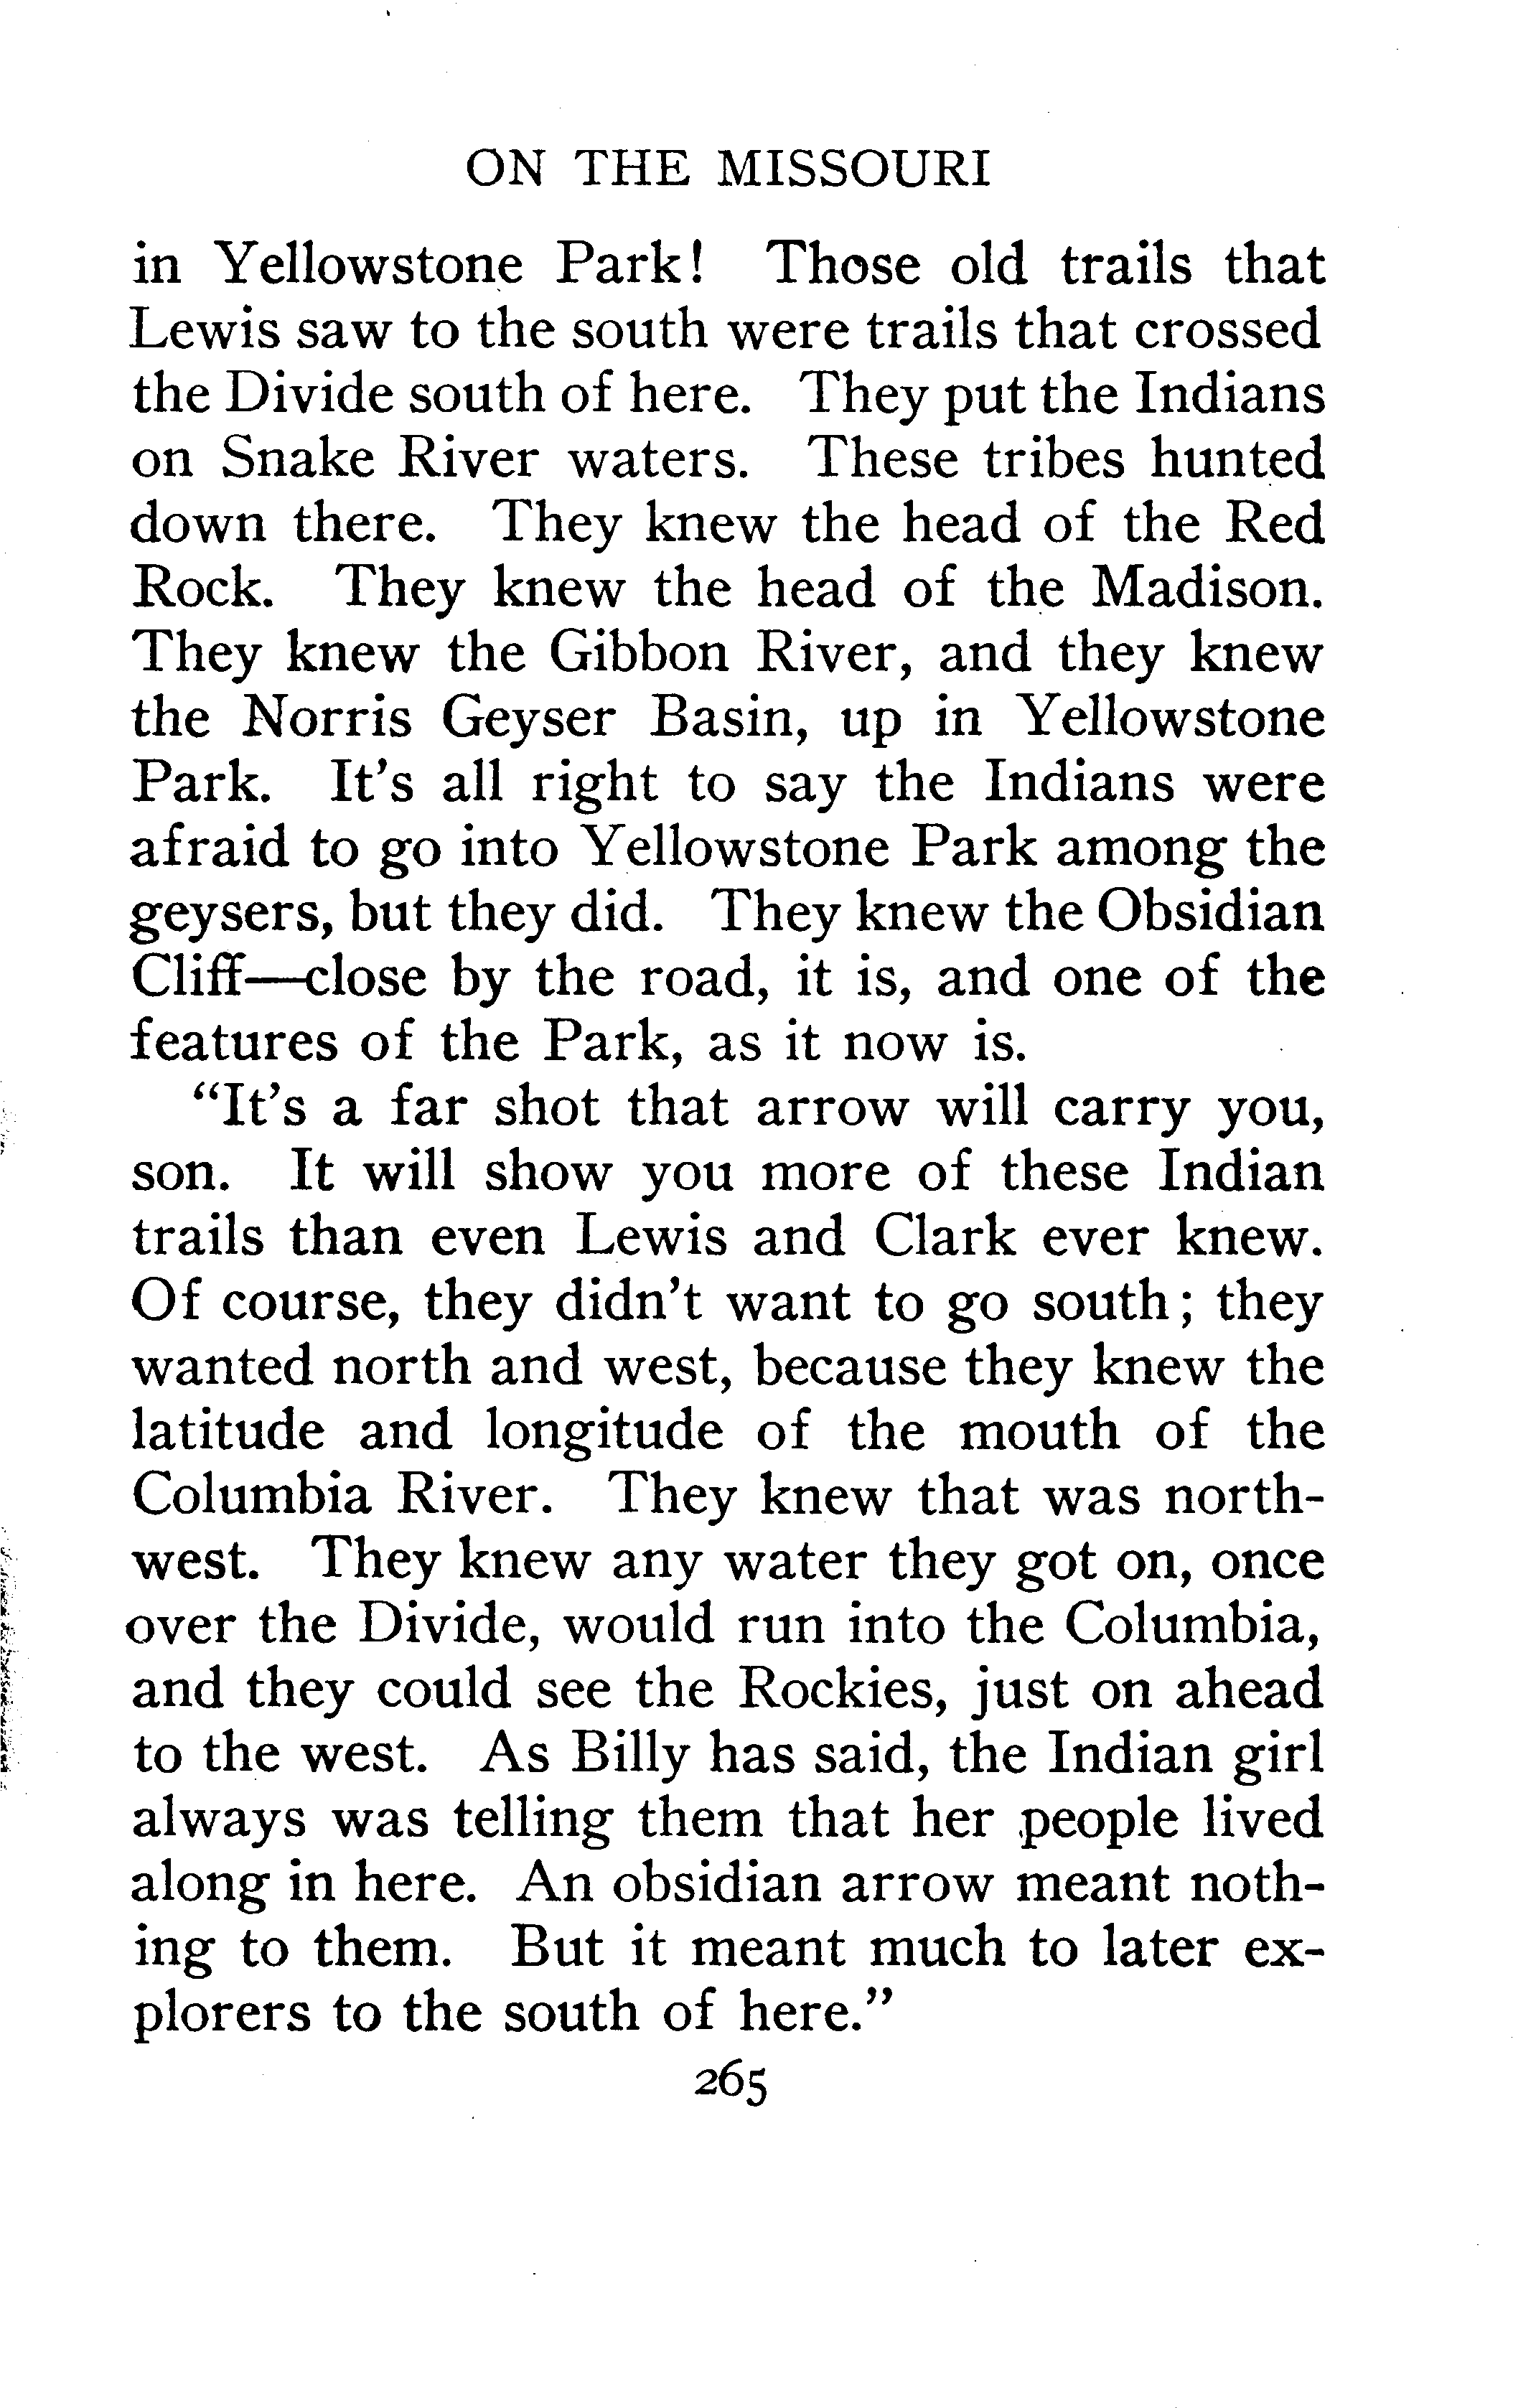 ON THE MISSOURI
in Yellowstone Park! Those old trails that
Lewis saw to the south were trails that crossed
the Divide south of here. They put the Indians
on Snake River waters. These tribes hunted
down there. They knew the head of the Red
Rock. They knew the head of the Madison.
They knew the Gibbon River, and they knew
the Norris Geyser Basin, up in Yellowstone
Park. It's all right to say the Indians were
afraid to go into Yellowstone Park among the
geysers, but they did. They knew the Obsidian
Cliff—close by the road, it is, and one of the
features of the Park, as it now is.
"It's a far shot that arrow will carry you,
son. It will show you more of these Indian
trails than even Lewis and Clark ever knew.
Of course, they didn't want to go south; they
wanted north and west, because they knew the
latitude and longitude of the mouth of the
Columbia River. They knew that was north-
west. They knew any water they got on, once
over the Divide, would run into the Columbia,
and they could see the Rockies, just on ahead
to the west. As Billy has said, the Indian girl
always was telling them that her people lived
along in here. An obsidian arrow meant noth-
ing to them. But it meant much to later ex-
plorers to the south of here."
265